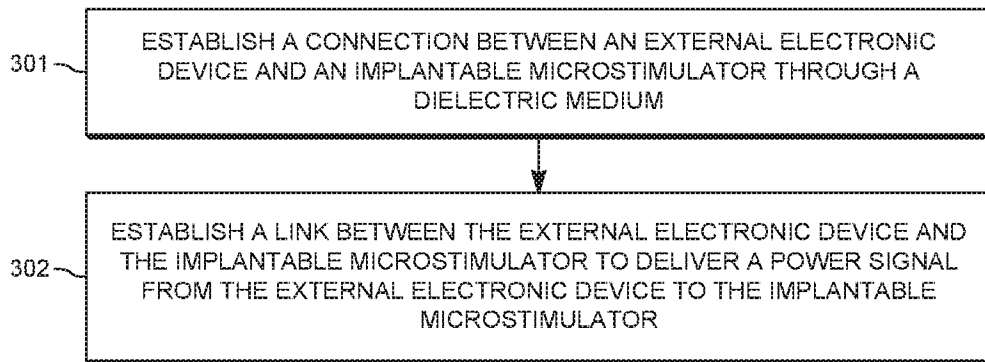 301
ESTABLISH A CONNECTION BETWEEN AN EXTERNAL ELECTRONIC
DEVICE AND AN IMPLANTABLE MICROSTIMULATOR THROUGH A
DIELECTRIC MEDIUM
302
ESTABLISH A LINK BETWEEN THE EXTERNAL ELECTRONIC DEVICE AND
THE IMPLANTABLE MICROSTIMULATOR TO DELIVER A POWER SIGNAL
FROM THE EXTERNAL ELECTRONIC DEVICE TO THE IMPLANTABLE
MICROSTIMULATOR